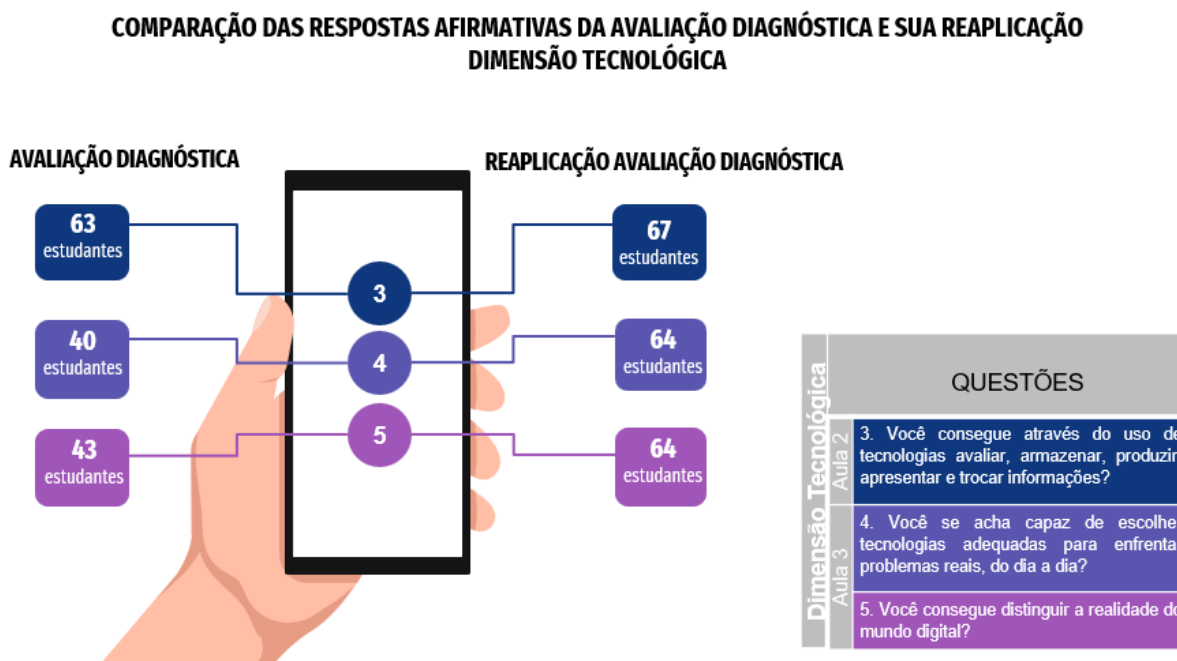 COMPARAÇÃO DAS RESPOSTAS AFIRMATIVAS DA AVALIAÇÃO DIAGNÓSTICA E SUA REAPLICAÇÃO
DIMENSÃO TECNOLÓGICA
AVALIAÇÃO DIAGNÓSTICA
63
estudantes
40
estudantes
43
estudantes
3
4
5
REAPLICAÇÃO AVALIAÇÃO DIAGNÓSTICA
67
estudantes
64
estudantes
64
estudantes
Dimensão Tecnológica
QUESTÕES
Aula 2
3. Você consegue através do uso de
tecnologias avaliar, armazenar, produzir
apresentar e trocar informações?
Aula 3
4. Você se acha capaz de escolhe
tecnologias adequadas para enfrenta
problemas reais, do dia a dia?
5. Você consegue distinguir a realidade do
mundo digital?